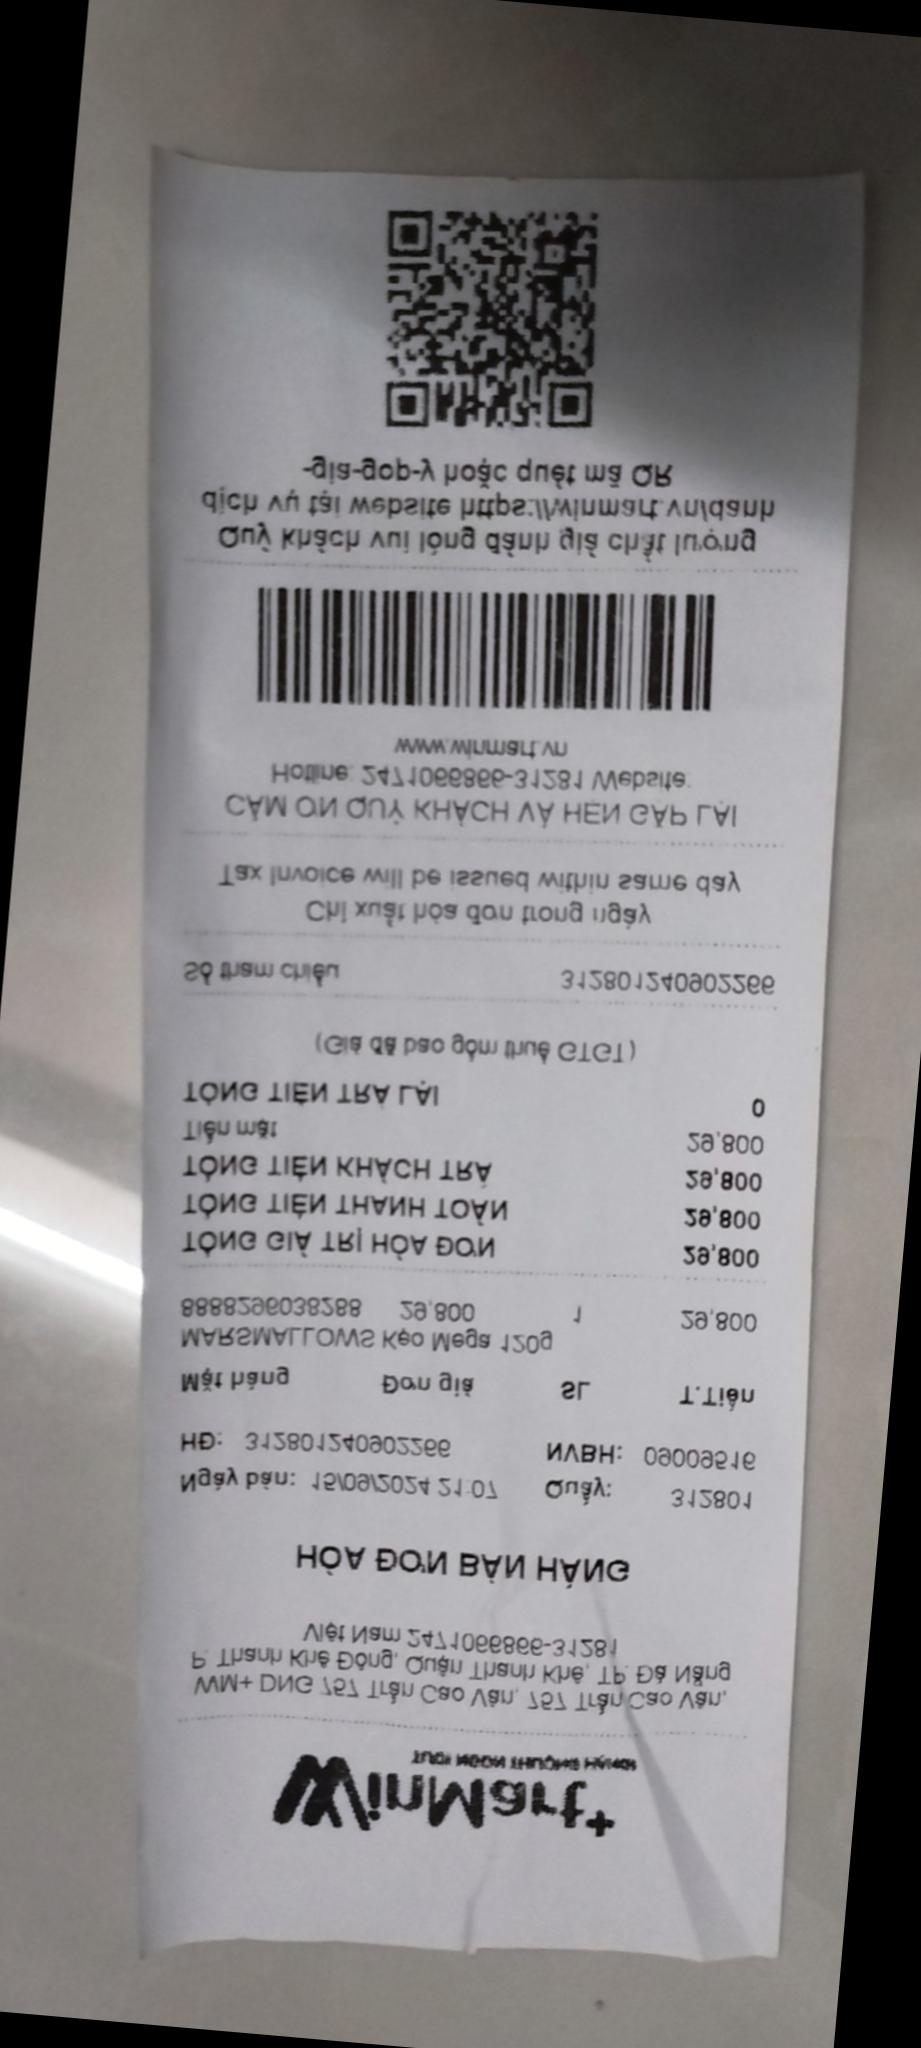 WinMart+
TƯƠI NGON THƯỢNG HẠNG
WM+ DNG 757 Trần Cao Vân, 757 Trần Cao Vân,
P. Thanh Khê Đông, Quận Thanh Khê, TP. Đà Nẵng
Việt Nam 2471066866-31281
HÓA ĐƠN BÁN HÀNG
Ngày bán: 15/09/2024 21:07 Quầy: 312801
HĐ: 312801240902266 NVBH: 09009516
Mặt hàng Đơn giá SL T.Tiền
MARSMALLOWS Kẹo Mega 120g
8888296038288 29,800 1 29,800
TỔNG GIÁ TRỊ HÓA ĐƠN 29,800
TỔNG TIỀN THANH TOÁN 29,800
TỔNG TIỀN KHÁCH TRẢ 29,800
Tiền mặt 29,800
TỔNG TIỀN TRẢ LẠI 0
(Giá đã bao gồm thuế GTGT)
Số tham chiếu 312801240902266
Chỉ xuất hóa đơn trong ngày
Tax Invoice will be issued within same day
CẢM ƠN QUÝ KHÁCH VÀ HẸN GẶP LẠI
Hotline: 2471066866-31281 Website:
www.winmart.vn
Quý khách vui lòng đánh giá chất lượng
dịch vụ tại website https://winmart.vn/danh
-gia-gop-y hoặc quét mã QR